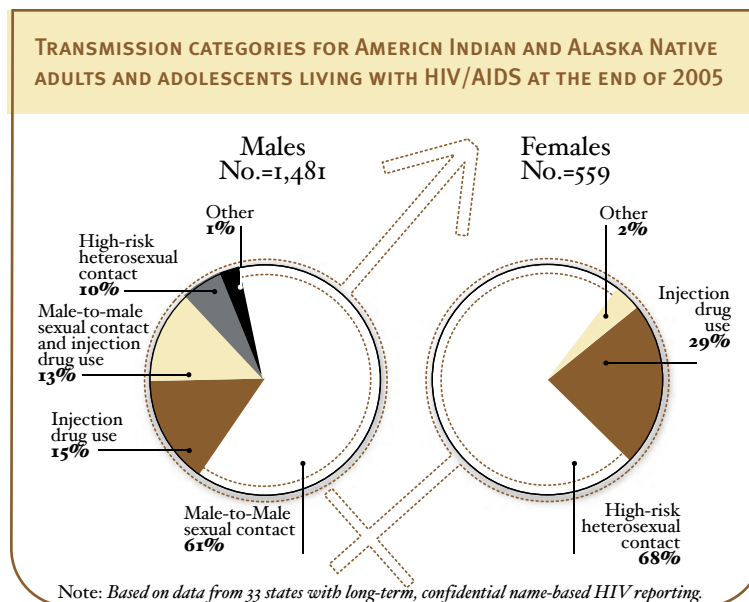 Transmission categories for Americn Indian and Alaska Native
adults and adolescents living with HIV/AIDS at the end of 2005
Males
No.=1,481
Other
1%
High-risk
heterosexual
contact
10%
Male-to-male
sexual contact
and injection
drug use
13%
Injection
drug use
15%
Male-to-Male
sexual contact
61%
Females
No.=559
Other
2%
Injection
drug
use
29%
High-risk
heterosexual
contact
68%
Note: Based on data from 33 states with long-term, confidential name-based HIV reporting.